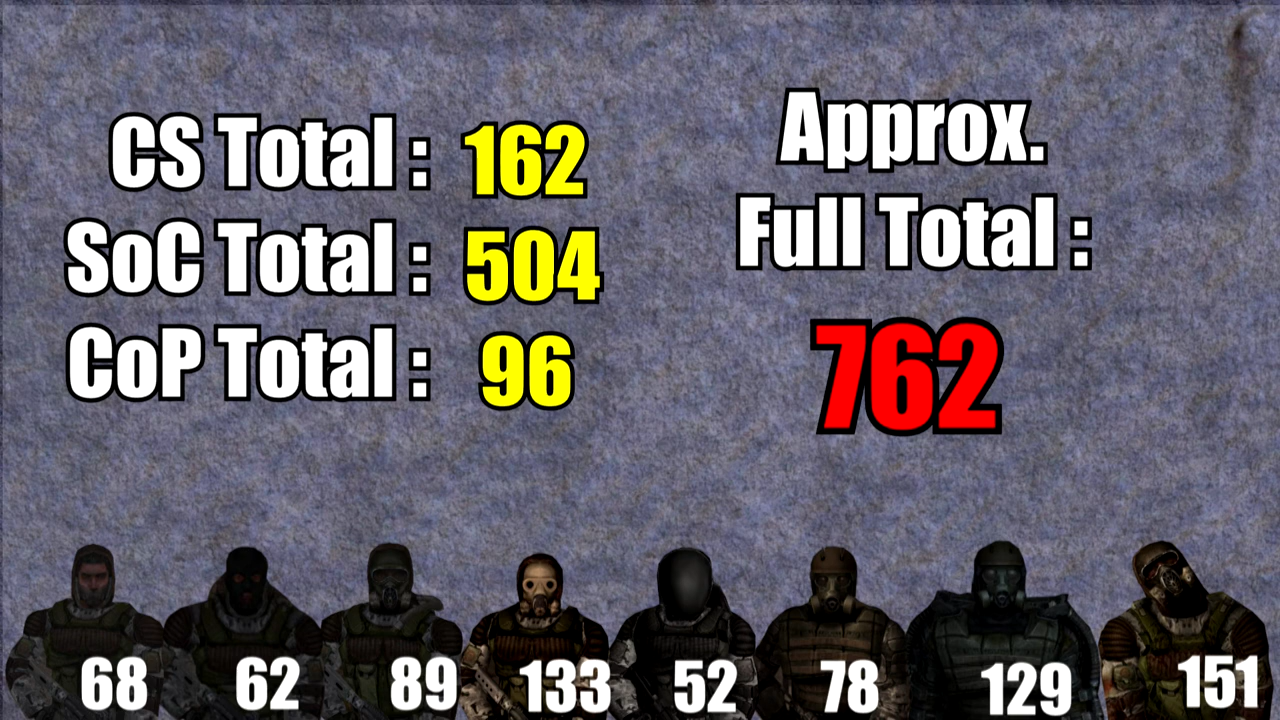 CS Total : 162
SoC Total : 504
CoP Total : 96
Approx.
Full Total :
762
68 62 89 133 52 78 129 151